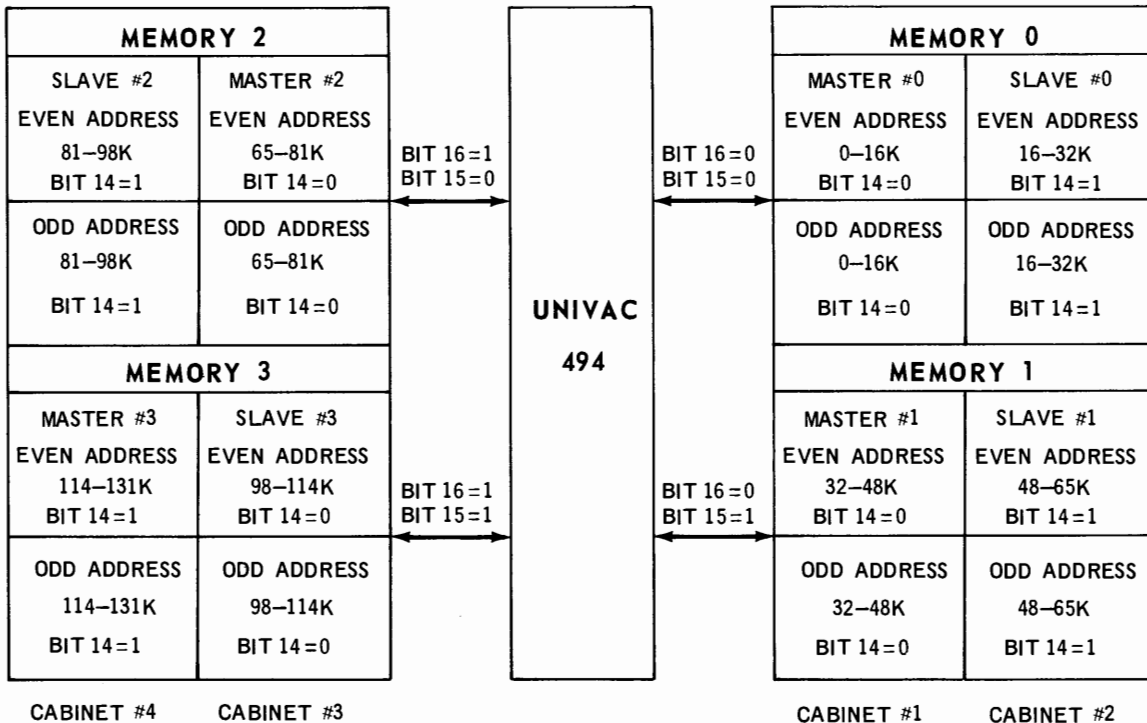 MEMORY 2
SLAVE #2
EVEN ADDRESS
81–98K
BIT 14=1
MASTER #2
EVEN ADDRESS
65–81K
BIT 14=0
ODD ADDRESS
81–98K
BIT 14=1
ODD ADDRESS
65–81K
BIT 14=0
MEMORY 3
MASTER #3
EVEN ADDRESS
114–131K
BIT 14=1
SLAVE #3
EVEN ADDRESS
98–114K
BIT 14=0
ODD ADDRESS
114–131K
BIT 14=1
ODD ADDRESS
98–114K
BIT 14=0
CABINET #4
CABINET #3
BIT 16=1
BIT 15=0
BIT 16=1
BIT 15=1
UNIVAC
494
BIT 16=0
BIT 15=0
BIT 16=0
BIT 15=1
MEMORY 0
MASTER #0
EVEN ADDRESS
0–16K
BIT 14=0
SLAVE #0
EVEN ADDRESS
16–32K
BIT 14=1
ODD ADDRESS
0–16K
BIT 14=0
ODD ADDRESS
16–32K
BIT 14=1
MEMORY 1
MASTER #1
EVEN ADDRESS
32–48K
BIT 14=0
SLAVE #1
EVEN ADDRESS
48–65K
BIT 14=1
ODD ADDRESS
32–48K
BIT 14=0
ODD ADDRESS
48–65K
BIT 14=1
CABINET #1
CABINET #2